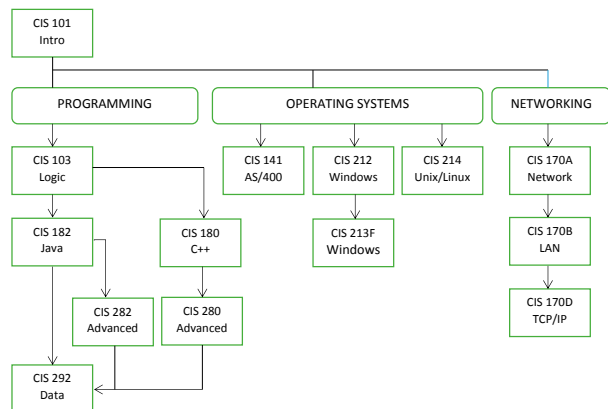 CIS 101
Intro
PROGRAMMING
OPERATING SYSTEMS
NETWORKING
CIS 103
Logic
CIS 141
AS/400
CIS 212
Windows
CIS 214
Unix/Linux
CIS 170A
Network
CIS 182
Java
CIS 180
C++
CIS 213F
Windows
CIS 170B
LAN
CIS 282
Advanced
CIS 280
Advanced
CIS 170D
TCP/IP
CIS 292
Data